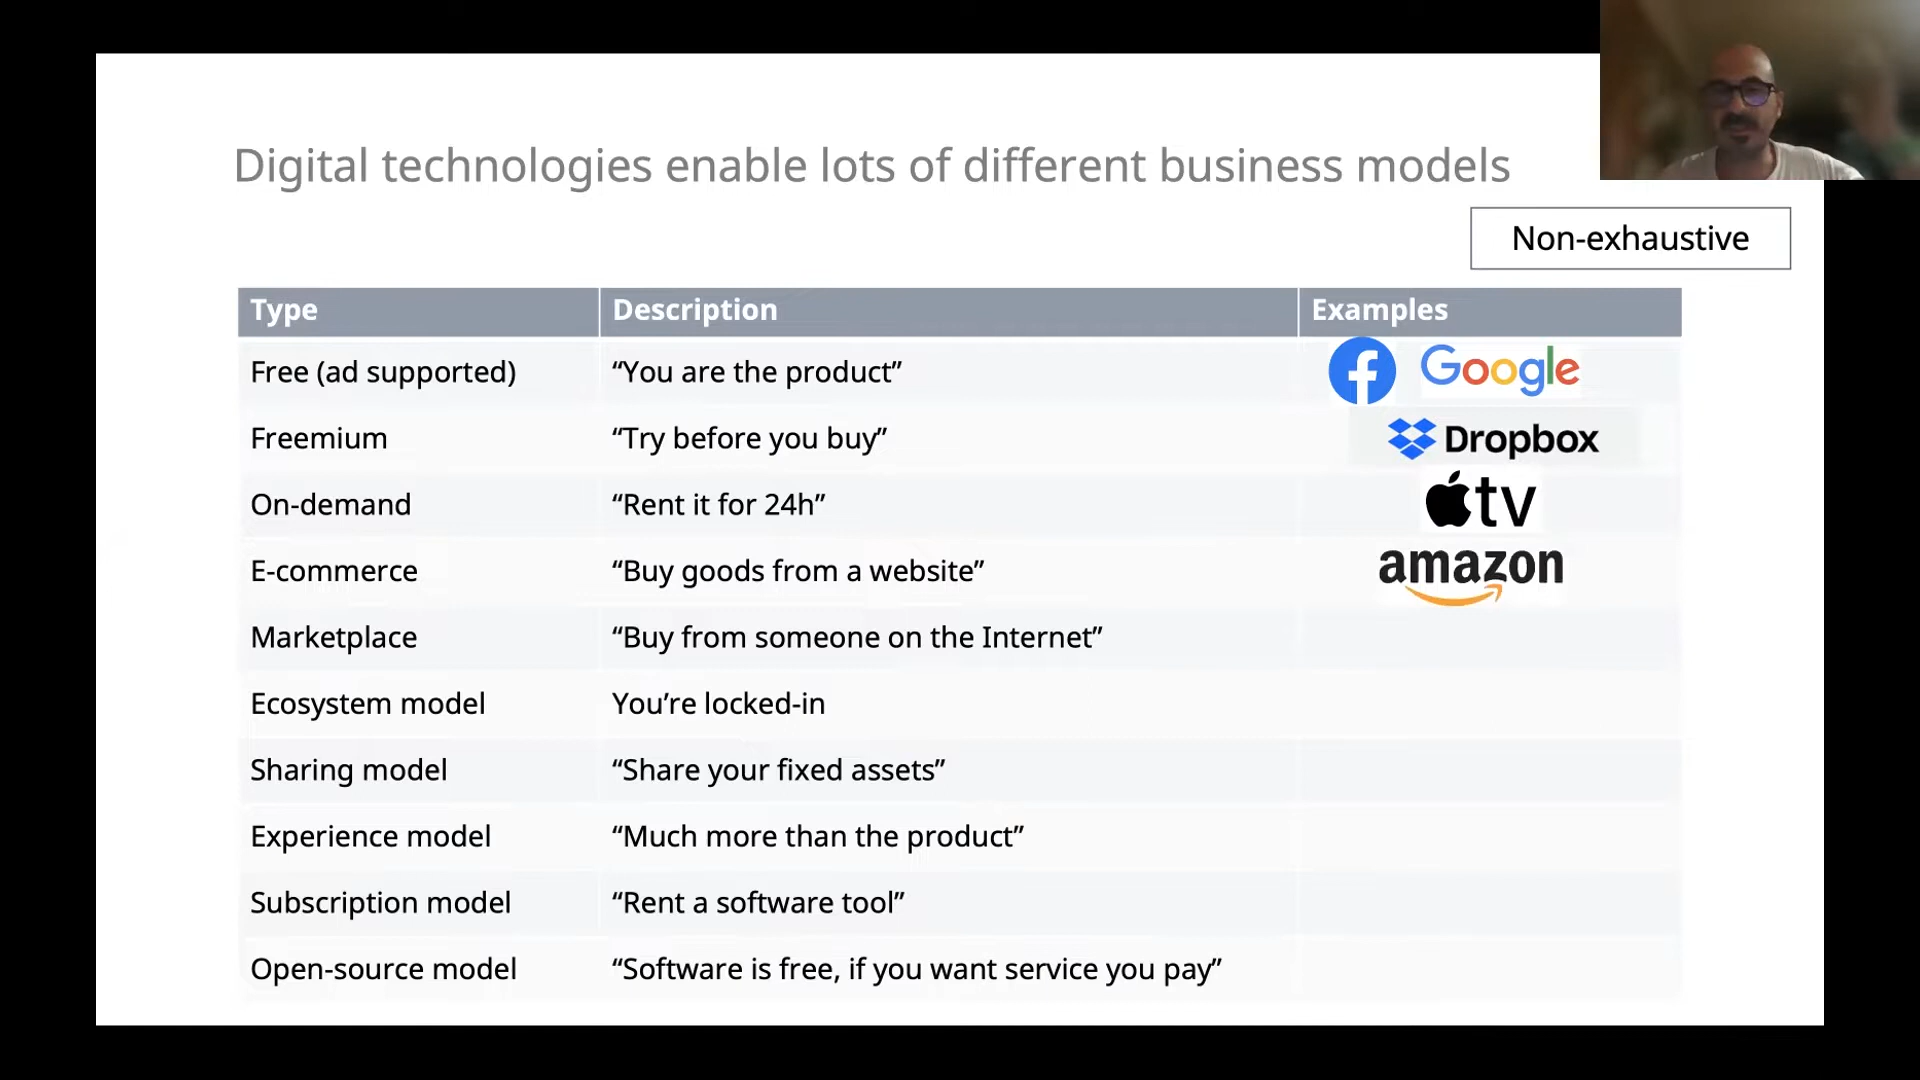 Digital technologies enable lots of different business models
Non-exhaustive
Type Description Examples
Free (ad supported) “You are the product” Google
Freemium “Try before you buy” Dropbox
On-demand “Rent it for 24h” tv
E-commerce “Buy goods from a website” amazon
Marketplace “Buy from someone on the Internet”
Ecosystem model You’re locked-in
Sharing model “Share your fixed assets”
Experience model “Much more than the product”
Subscription model “Rent a software tool”
Open-source model “Software is free, if you want service you pay”